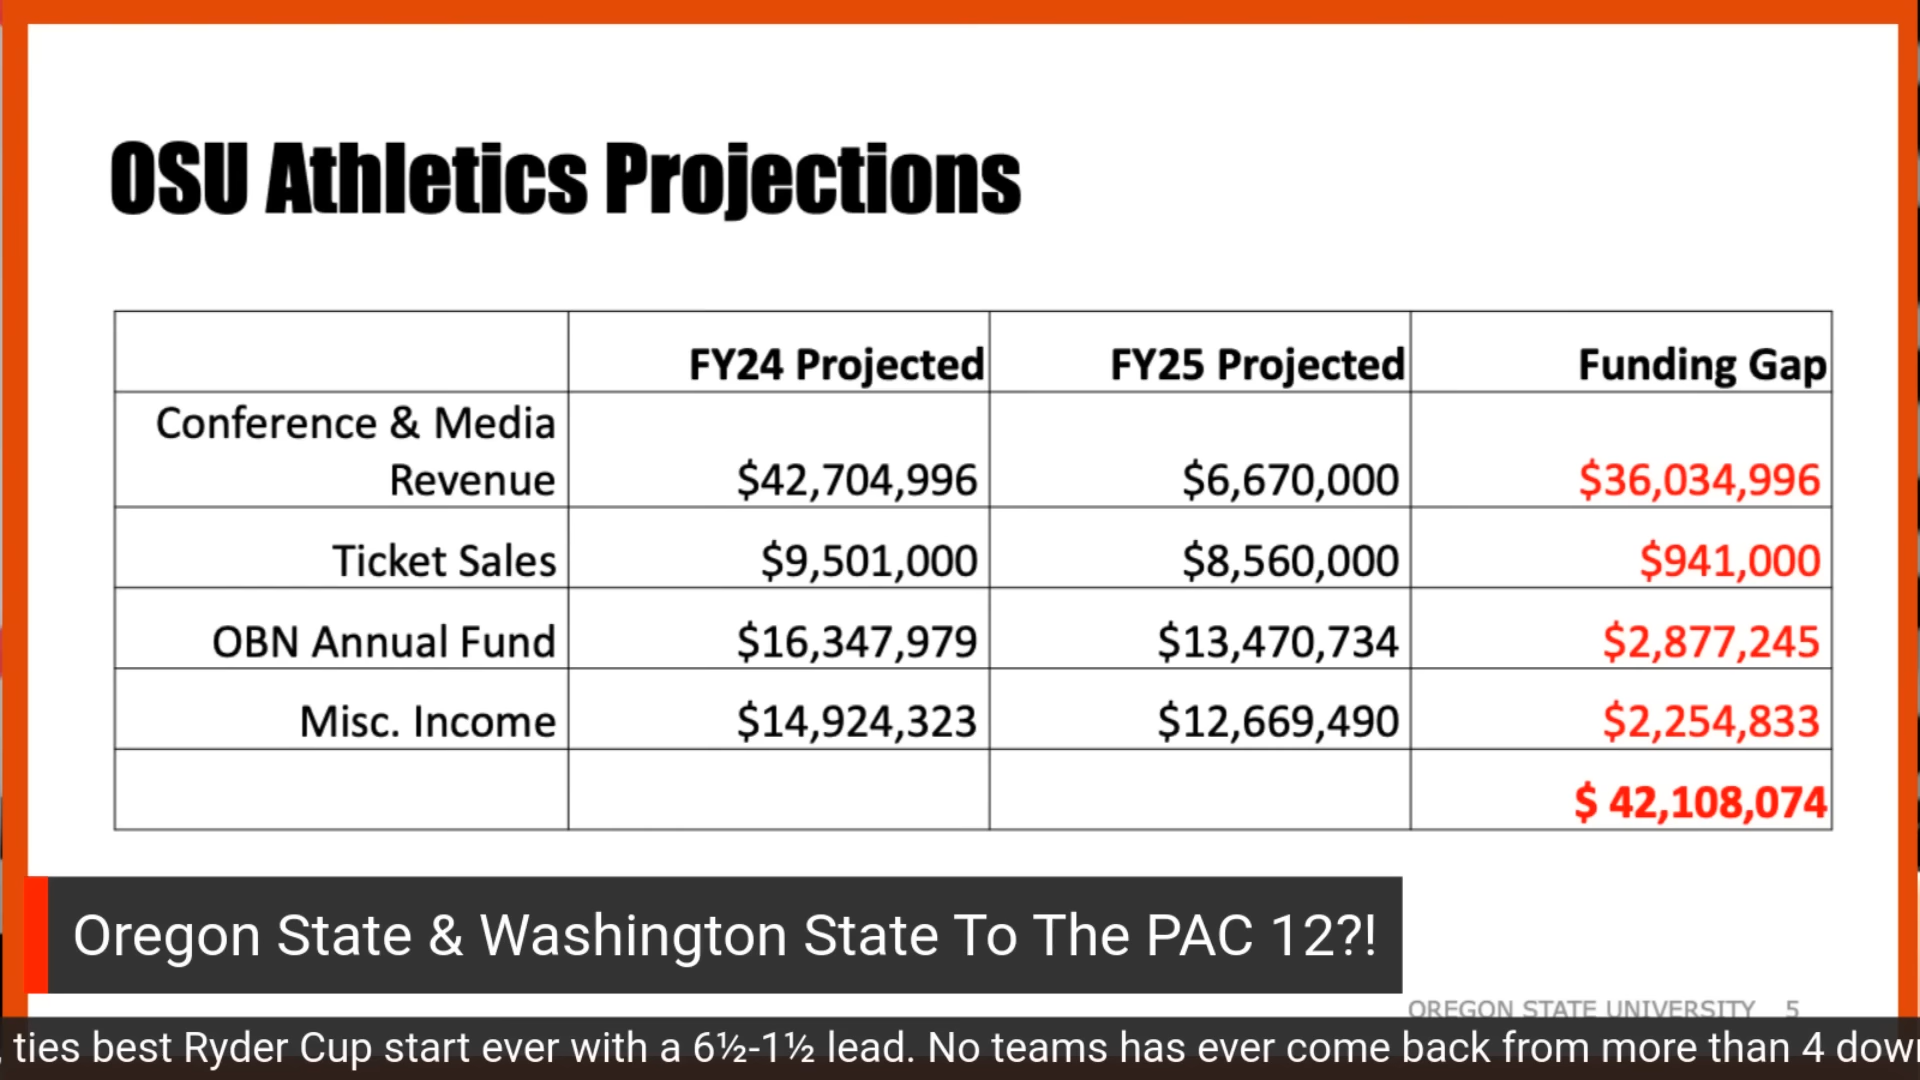 OSU Athletics Projections
FY24 Projected FY25 Projected Funding Gap
Conference & Media
Revenue $42,704,996 $6,670,000 $36,034,996
Ticket Sales $9,501,000 $8,560,000 $941,000
OBN Annual Fund $16,347,979 $13,470,734 $2,877,245
Misc. Income $14,924,323 $12,669,490 $2,254,833
$ 42,108,074
Oregon State & Washington State To The PAC 12?!
OREGON STATE UNIVERSITY 5
ties best Ryder Cup start ever with a 6½-1½ lead. No teams has ever come back from more than 4